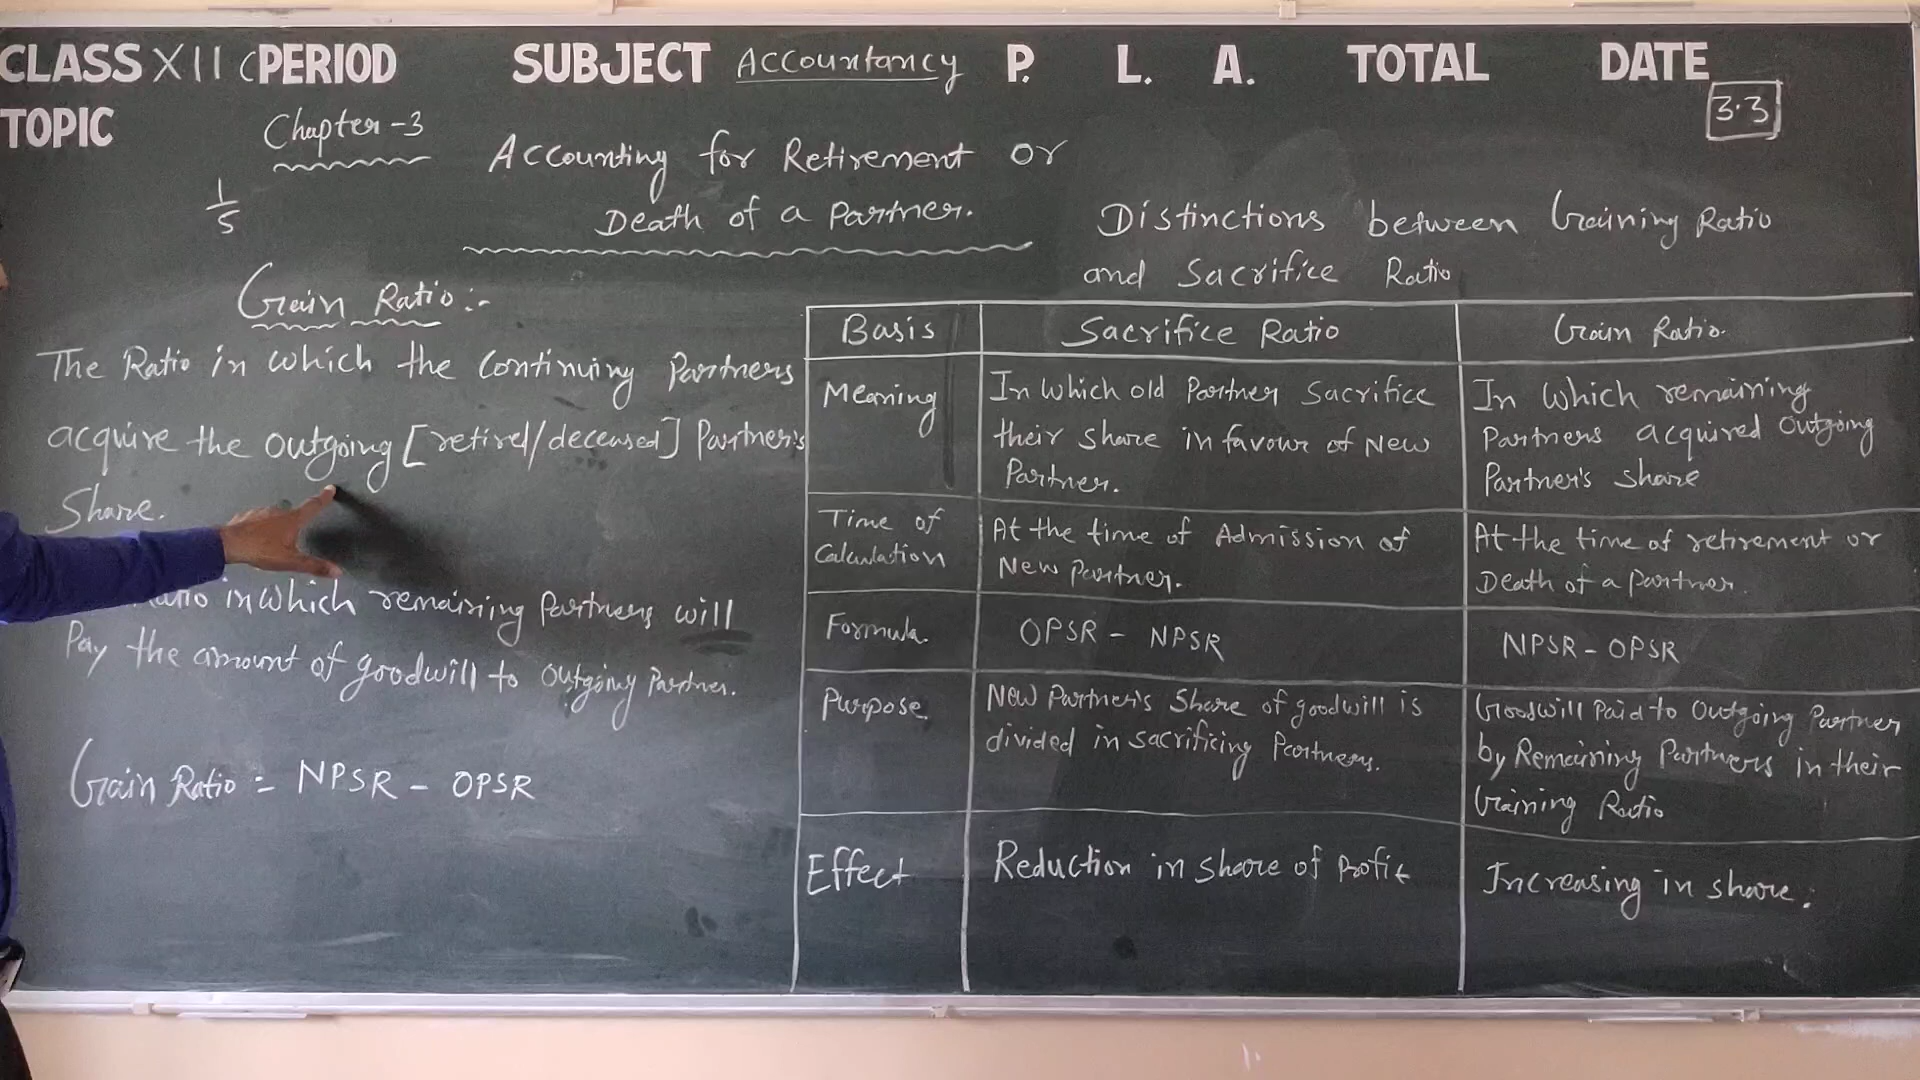 CLASS XII C PERIOD SUBJECT Accountancy P. L. A. TOTAL DATE
TOPIC Chapter-3
3.3
Accounting for Retirement or
Death of a Partner.
1/5
Gain Ratio:-
The Ratio in which the Continuing Partners
acquire the outgoing [retired/deceased] Partner's
Share.
in which remaining Partners will
Pay the amount of goodwill to outgoing Partner.
Gain Ratio = NPSR - OPSR
Distinctions between Gaining Ratio
and Sacrifice Ratio
Basis Sacrifice Ratio Gain Ratio.
Meaning
In Which old Partner Sacrifice
their Share in favour of New
Partner.
In Which remaining
Partners acquired outgoing
Partner's share
Time of
Calculation
At the time of Admission of
New Partner.
At the time of retirement or
Death of a partner.
Formula. OPSR - NPSR NPSR - OPSR
Purpose
New Partner's Share of goodwill is
divided in sacrificing Partners.
Goodwill Paid to Outgoing Partner
by Remaining Partners in their
Gaining Ratio
Effect Reduction in share of Profit Increasing in share.